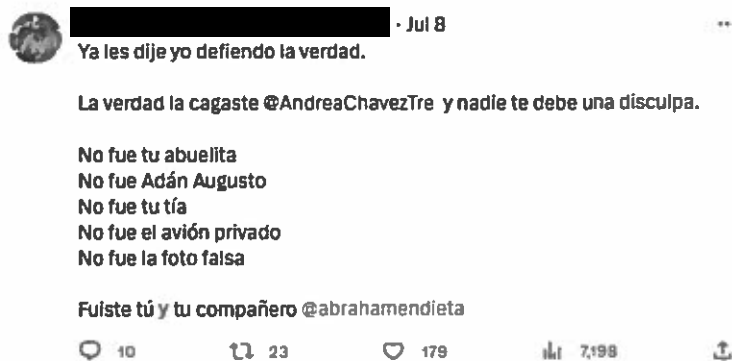 · Jul 8
Ya les dije yo defiendo la verdad.
La verdad la cagaste @AndreaChavezTre y nadie te debe una disculpa.
No fue tu abuelita
No fue Adán Augusto
No fue tu tía
No fue el avión privado
No fue la foto falsa
Fuiste tú y tu compañero @abrahamendieta
10 23 179 7,198